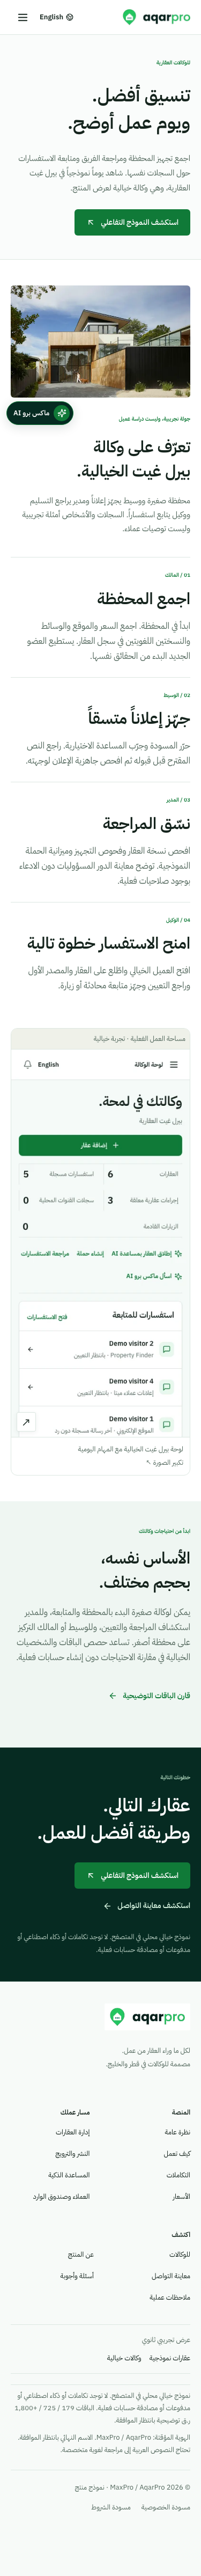 aqarpro
English
للوكالات العقارية
تنسيق أفضل.
ويوم عمل أوضح.
اجمع تجهيز المحفظة ومراجعة الفريق ومتابعة الاستفسارات
حول السجلات نفسها. شاهد يوماً نموذجياً في بيرل غيت
العقارية، وهي وكالة خيالية لعرض المنتج.
استكشف النموذج التفاعلي
ماكس برو AI
جولة تجريبية، وليست دراسة عميل
تعرّف على وكالة
بيرل غيت الخيالية.
محفظة صغيرة ووسيط يجهّز إعلاناً ومدير يراجع التسليم
ووكيل يتابع استفساراً. السجلات والأشخاص أمثلة تجريبية
وليست توصيات عملاء.
01 / المالك
اجمع المحفظة
ابدأ في المحفظة. اجمع السعر والموقع والوسائط
والنسختين اللغويتين في سجل العقار. يستطيع العضو
الجديد البدء من الحقائق نفسها.
02 / الوسيط
جهّز إعلاناً متسقاً
حرّر المسودة وجرّب المساعدة الاختيارية. راجع النص
المقترح قبل قبوله ثم افحص جاهزية الإعلان لوجهته.
03 / المدير
نسّق المراجعة
افحص نسخة العقار وفحوص التجهيز وميزانية الحملة
النموذجية. توضح معاينة الدور المسؤوليات دون الادعاء
بوجود صلاحيات فعلية.
04 / الوكيل
امنح الاستفسار خطوة تالية
افتح العميل الخيالي واطّلع على العقار والمصدر الأول
وراجع التعيين وجهّز متابعة محادثة أو زيارة.
مساحة العمل الفعلية · تجربة خيالية
لوحة الوكالة
English
وكالتك في لمحة.
بيرل غيت العقارية
إضافة عقار
العقارات 6
استفسارات مسجلة 5
إجراءات عقارية معلقة 3
سجلات القنوات المحلية 0
الزيارات القادمة 0
إطلاق العقار بمساعدة AI
إنشاء حملة
مراجعة الاستفسارات
اسأل ماكس برو AI
استفسارات للمتابعة
فتح الاستفسارات
Demo visitor 2
Property Finder · بانتظار التعيين
Demo visitor 4
إعلانات عملاء ميتا · بانتظار التعيين
Demo visitor 1
الموقع الإلكتروني · آخر رسالة مسجلة دون رد
لوحة بيرل غيت الخيالية مع المهام اليومية
تكبير الصورة ↖
ابدأ من احتياجات وكالتك
الأساس نفسه،
بحجم مختلف.
يمكن لوكالة صغيرة البدء بالمحفظة والمتابعة، وللمدير
استكشاف المراجعة والتعيين، وللوسيط أو المالك التركيز
على محفظة أصغر. تساعد حصص الباقات والشخصيات
الخيالية في مقارنة الاحتياجات دون إنشاء حسابات فعلية.
قارن الباقات التوضيحية
خطوتك التالية
عقارك التالي.
وطريقة أفضل للعمل.
استكشف النموذج التفاعلي
استكشف معاينة التواصل
نموذج خيالي محلي في المتصفح. لا توجد تكاملات أو ذكاء اصطناعي أو
مدفوعات أو مصادقة حسابات فعلية.
aqarpro
لكل ما وراء العقار من عمل.
مصممة للوكالات في قطر والخليج.
المنصة
نظرة عامة
كيف نعمل
التكاملات
الأسعار
مسار عملك
إدارة العقارات
النشر والترويج
المساعدة الذكية
العملاء وصندوق الوارد
اكتشف
للوكالات
معاينة التواصل
ملاحظات عملية
عن المنتج
أسئلة وأجوبة
عرض تجريبي ثانوي
عقارات نموذجية
وكالات خيالية
نموذج خيالي محلي في المتصفح. لا توجد تكاملات أو ذكاء اصطناعي أو
مدفوعات أو مصادقة حسابات فعلية. الباقات 179 / 725 / +1,800
ر.ق توضيحية بانتظار الموافقة.
الهوية المؤقتة: MaxPro / AqarPro. الاسم النهائي بانتظار الموافقة.
تحتاج النصوص العربية إلى مراجعة لغوية متخصصة.
© 2026 MaxPro / AqarPro · نموذج منتج
مسودة الخصوصية
مسودة الشروط